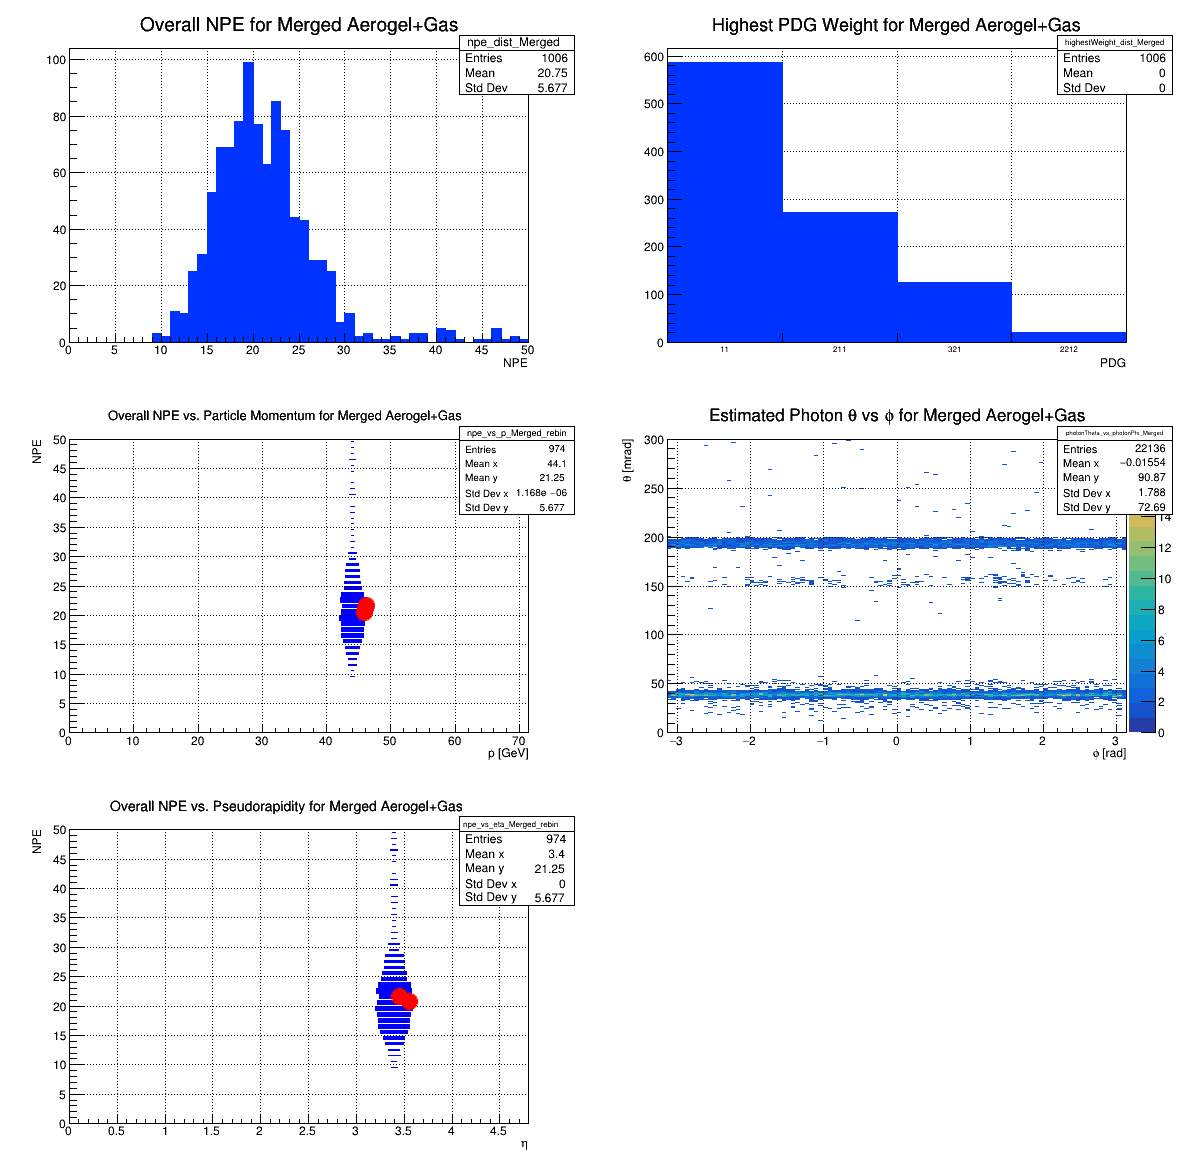 Overall NPE for Merged Aerogel+Gas
npe_dist_Merged
Entries 1006
Mean 20.75
Std Dev 5.677
100
80
60
40
20
0
0 5 10 15 20 25 30 35 40 45 50
NPE
Highest PDG Weight for Merged Aerogel+Gas
highestWeight_dist_Merged
Entries 1006
Mean 0
Std Dev 0
600
500
400
300
200
100
0
11 211 321 2212
PDG
Overall NPE vs. Particle Momentum for Merged Aerogel+Gas
npe_vs_p_Merged_rebin
Entries 974
Mean x 44.1
Mean y 21.25
Std Dev x 1.168e −06
Std Dev y 5.677
NPE
50
45
40
35
30
25
20
15
10
5
0
0 10 20 30 40 50 60 70
p [GeV]
Estimated Photon θ vs ϕ for Merged Aerogel+Gas
photonTheta_vs_photonPhi_Merged
Entries 22136
Mean x −0.01554
Mean y 90.87
Std Dev x 1.788
Std Dev y 72.69
θ [mrad]
300
250
200
150
100
50
0
−3 −2 −1 0 1 2 3
ϕ [rad]
14
12
10
8
6
4
2
0
Overall NPE vs. Pseudorapidity for Merged Aerogel+Gas
npe_vs_eta_Merged_rebin
Entries 974
Mean x 3.4
Mean y 21.25
Std Dev x 0
Std Dev y 5.677
NPE
50
45
40
35
30
25
20
15
10
5
0
0 0.5 1 1.5 2 2.5 3 3.5 4 4.5
η